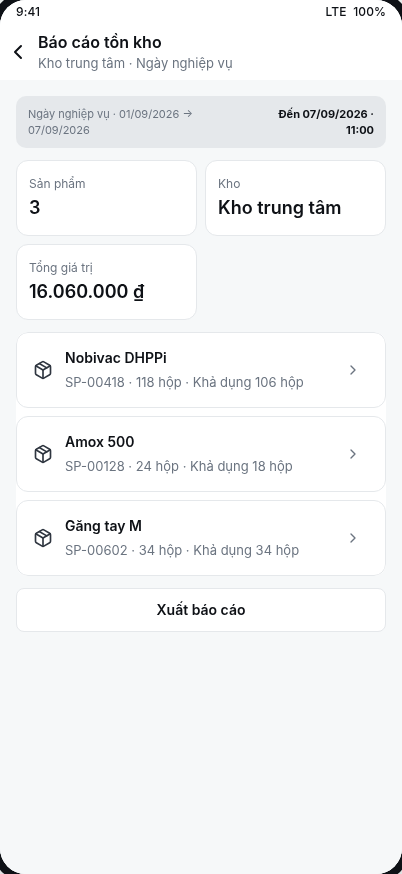 9:41
LTE 100%
Báo cáo tồn kho
Kho trung tâm · Ngày nghiệp vụ
Ngày nghiệp vụ · 01/09/2026 →
07/09/2026
Đến 07/09/2026 ·
11:00
Sản phẩm
3
Kho
Kho trung tâm
Tổng giá trị
16.060.000 ₫
Nobivac DHPPi
SP-00418 · 118 hộp · Khả dụng 106 hộp
Amox 500
SP-00128 · 24 hộp · Khả dụng 18 hộp
Găng tay M
SP-00602 · 34 hộp · Khả dụng 34 hộp
Xuất báo cáo